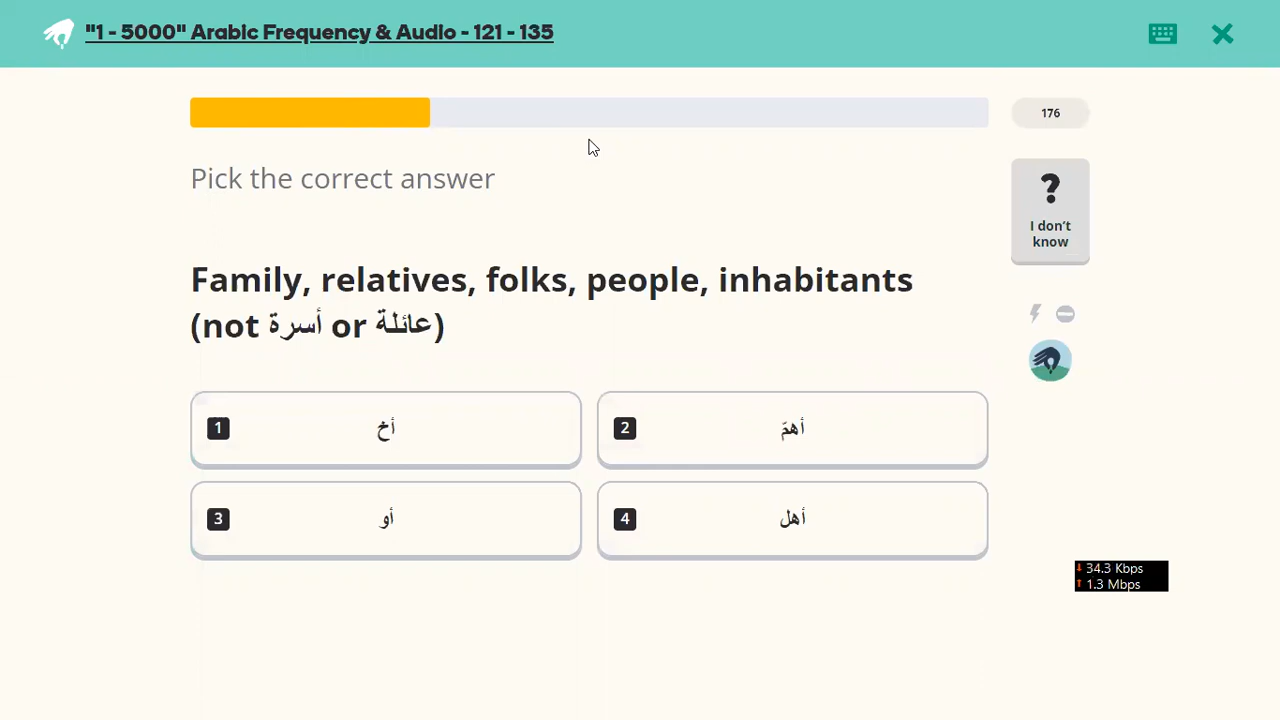 "1 - 5000" Arabic Frequency & Audio - 121 - 135
176
Pick the correct answer
?
I don't
know
Family, relatives, folks, people, inhabitants
(not أسرة or عائلة)
1 أخ
2 أهمّ
3 أو
4 أهل
↓ 34.3 Kbps
↑ 1.3 Mbps